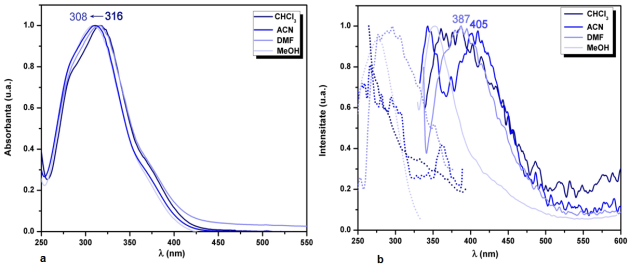 308 ← 316
CHCl3
ACN
DMF
MeOH
Absorbanta (u.a.)
1.0
0.8
0.6
0.4
0.2
0.0
250 300 350 400 450 500 550
λ (nm)
a
387
405
CHCl3
ACN
DMF
MeOH
Intensitate (u.a.)
1.0
0.8
0.6
0.4
0.2
0.0
250 300 350 400 450 500 550 600
λ (nm)
b